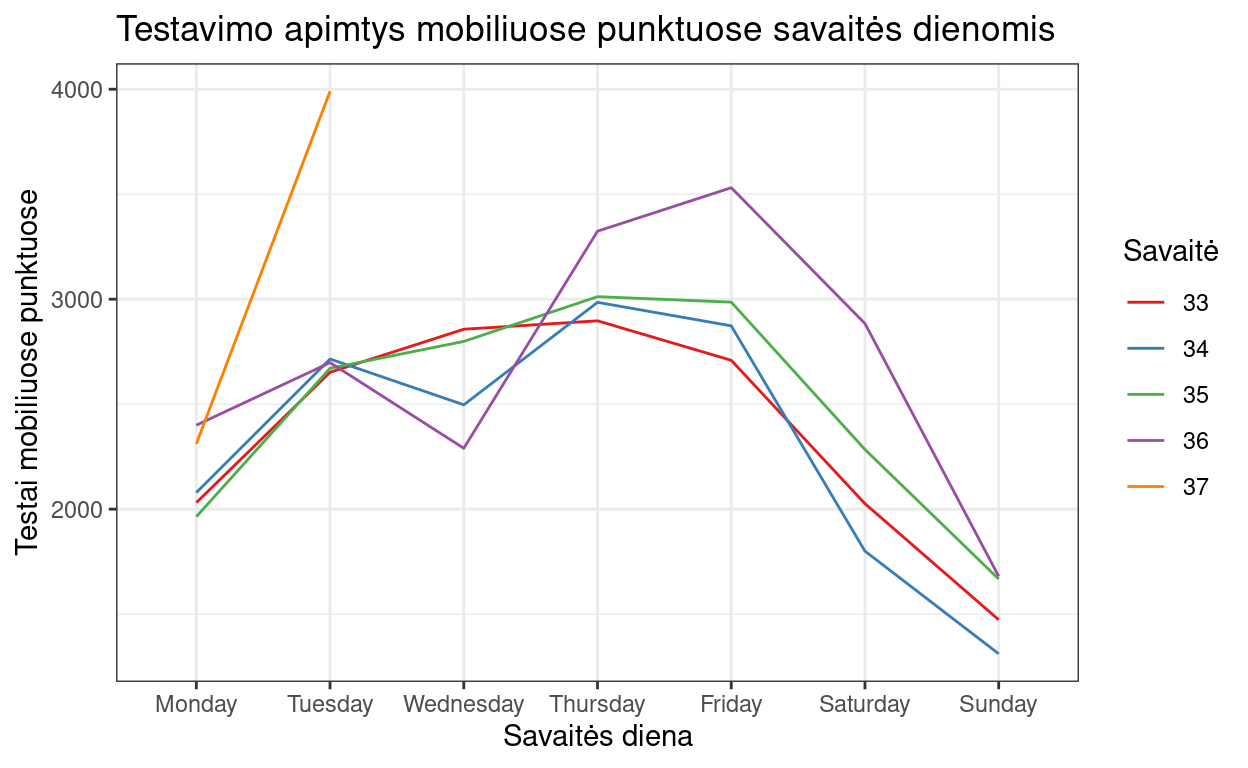 Testavimo apimtys mobiliuose punktuose savaitės dienomis
Testai mobiliuose punktuose
4000
3000
2000
Monday Tuesday Wednesday Thursday Friday Saturday Sunday
Savaitės diena
Savaitė
33
34
35
36
37